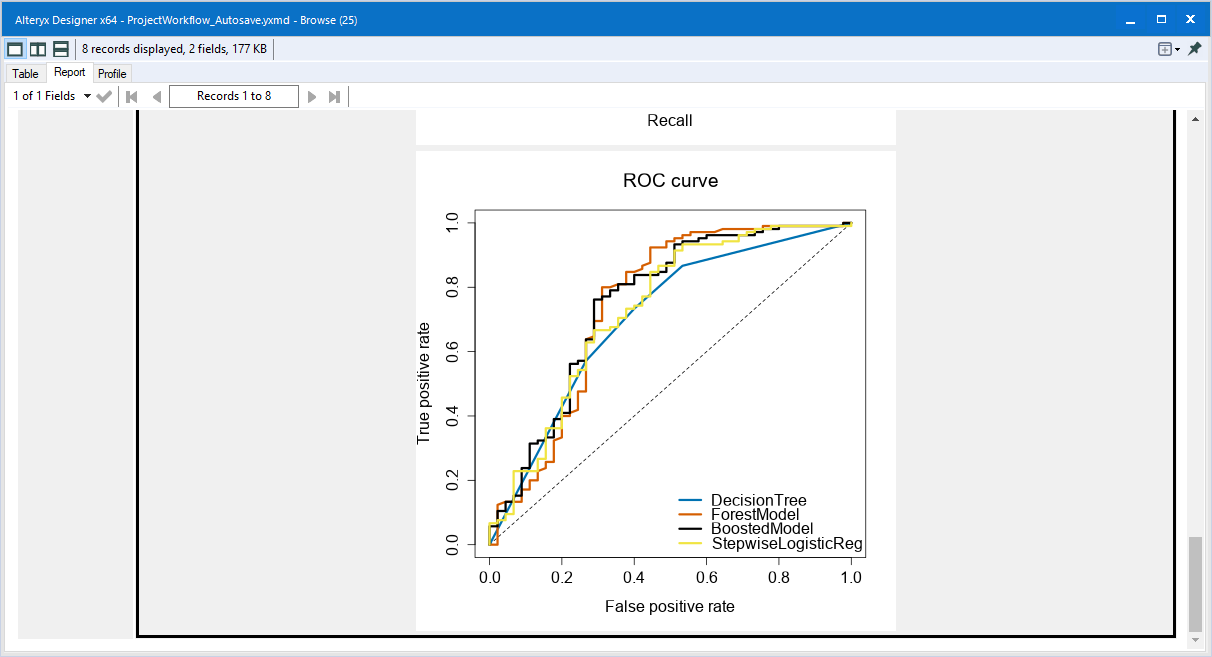 Alteryx Designer x64 - ProjectWorkflow_Autosave.yxmd - Browse (25)
8 records displayed, 2 fields, 177 KB
Table Report Profile
1 of 1 Fields Records 1 to 8
Recall
ROC curve
True positive rate
1.0
0.8
0.6
0.4
0.2
0.0
DecisionTree
ForestModel
BoostedModel
StepwiseLogisticReg
0.0 0.2 0.4 0.6 0.8 1.0
False positive rate